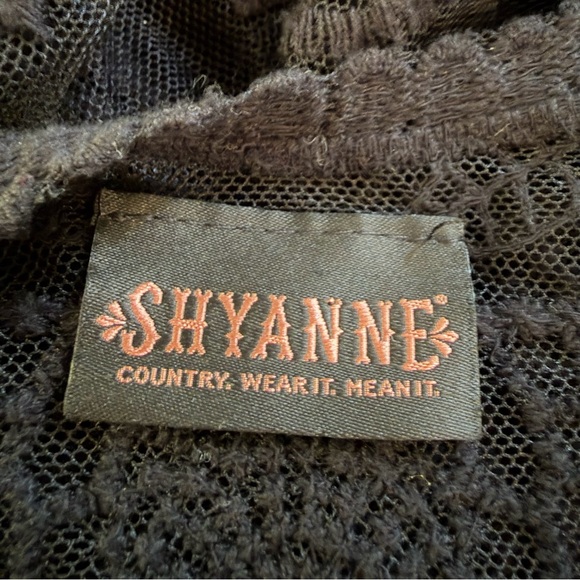 SHYANNE®
COUNTRY. WEAR IT. MEAN IT.